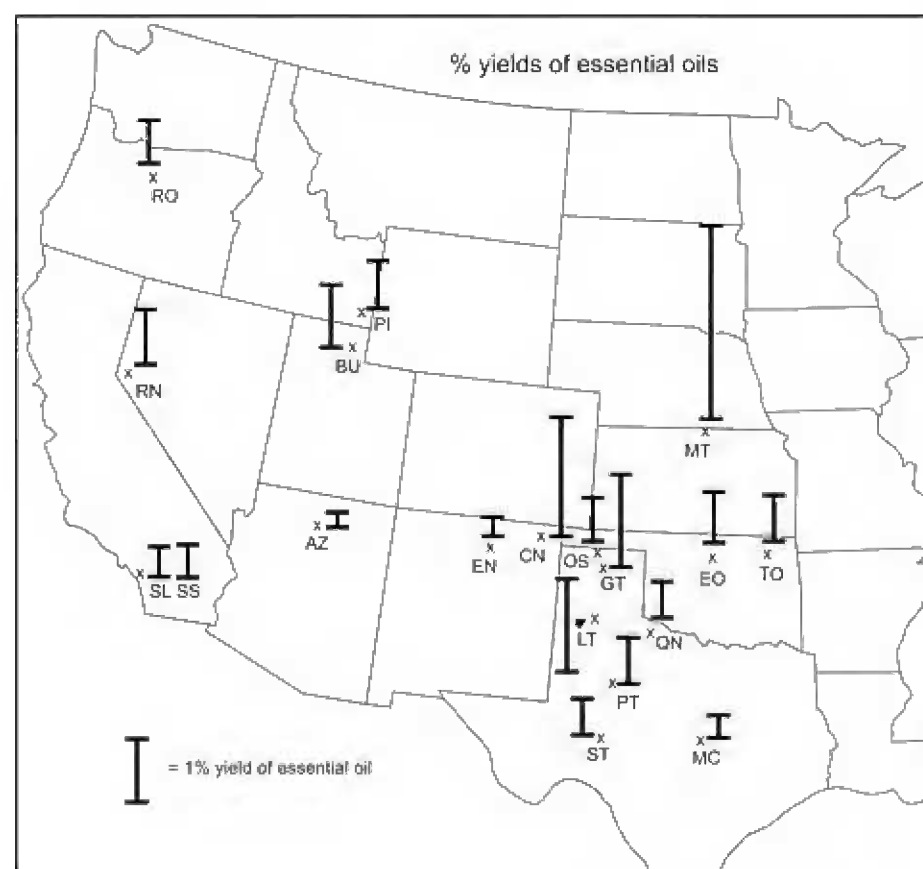 % yields of essential oils
RO
PI
BU
RN
MT
AZ
EN
CN
OS
GT
EO
TO
SL SS
LT
QN
PT
ST
MC
= 1% yield of essential oil